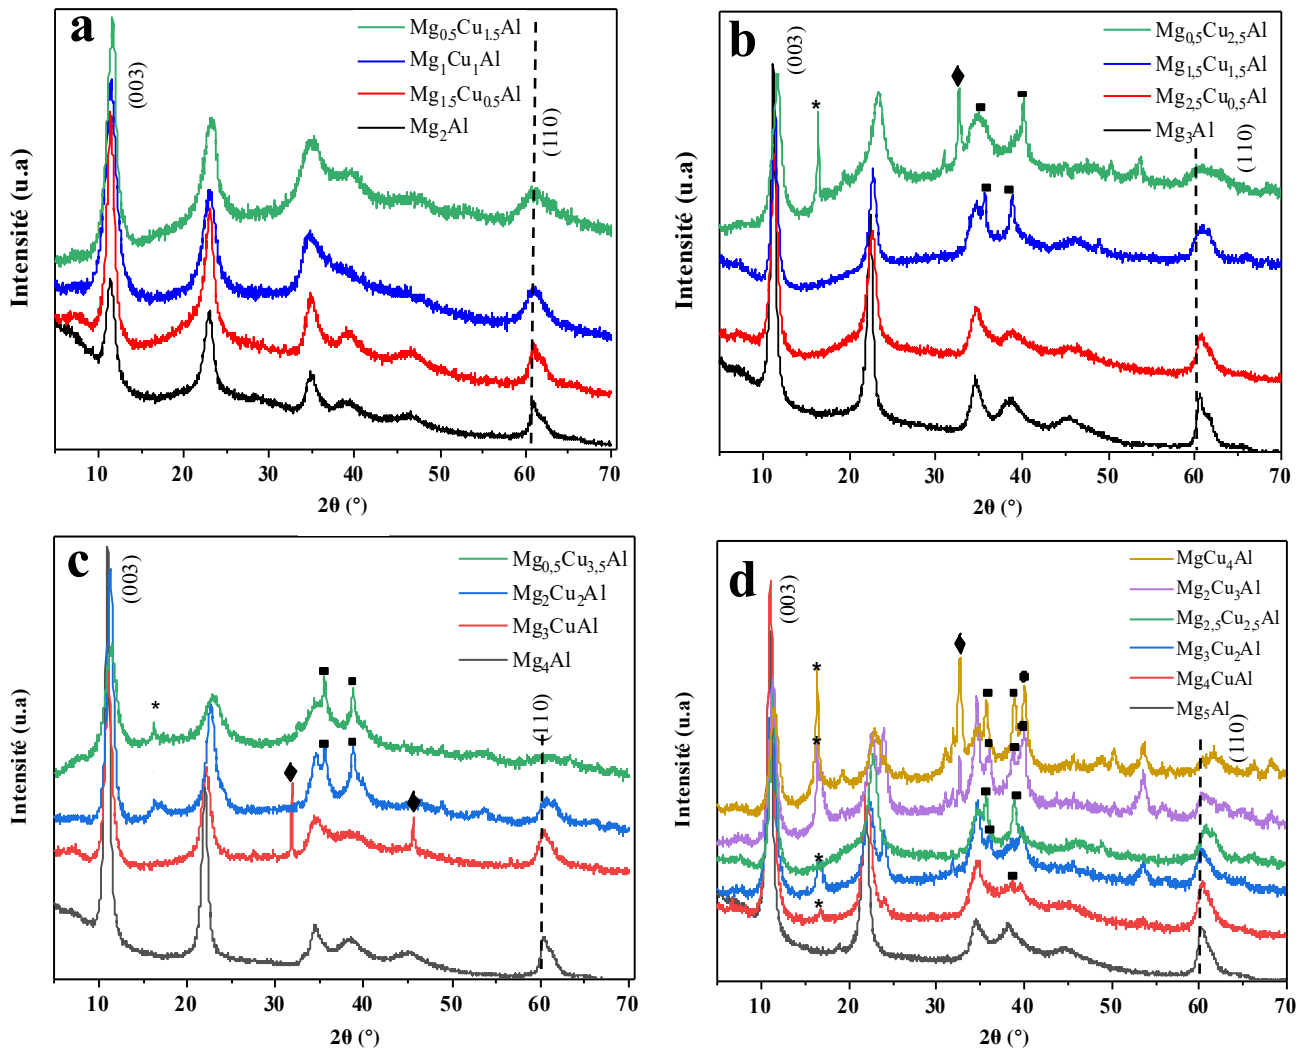 a
Mg0.5Cu1.5Al
Mg1Cu1Al
Mg1.5Cu0.5Al
Mg2Al
(003)
(110)
Intensité (u.a)
10 20 30 40 50 60 70
2θ (°)
b
Mg0,5Cu2,5Al
Mg1,5Cu1,5Al
Mg2,5Cu0,5Al
Mg3Al
(003)
*
(110)
Intensité (u.a)
10 20 30 40 50 60 70
2θ (°)
c
Mg0,5Cu3,5Al
Mg2Cu2Al
Mg3CuAl
Mg4Al
(003)
*
(110)
Intensité (u.a)
10 20 30 40 50 60 70
2θ (°)
d
MgCu4Al
Mg2Cu3Al
Mg2,5Cu2,5Al
Mg3Cu2Al
Mg4CuAl
Mg5Al
(003)
*
*
*
*
(110)
Intensité (u.a)
10 20 30 40 50 60 70
2θ (°)